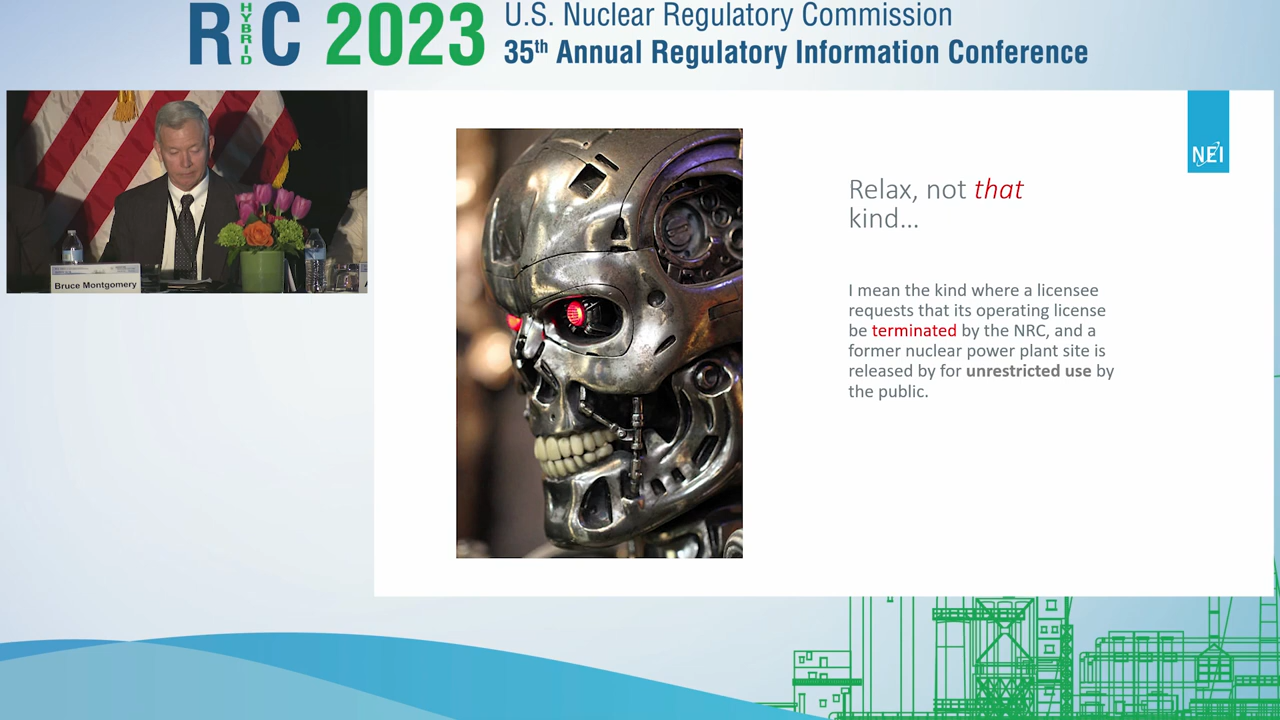 RIC 2023
HYBRID
U.S. Nuclear Regulatory Commission
35th Annual Regulatory Information Conference
Bruce Montgomery
NEI
Relax, not that
kind...
I mean the kind where a licensee
requests that its operating license
be terminated by the NRC, and a
former nuclear power plant site is
released by for unrestricted use by
the public.